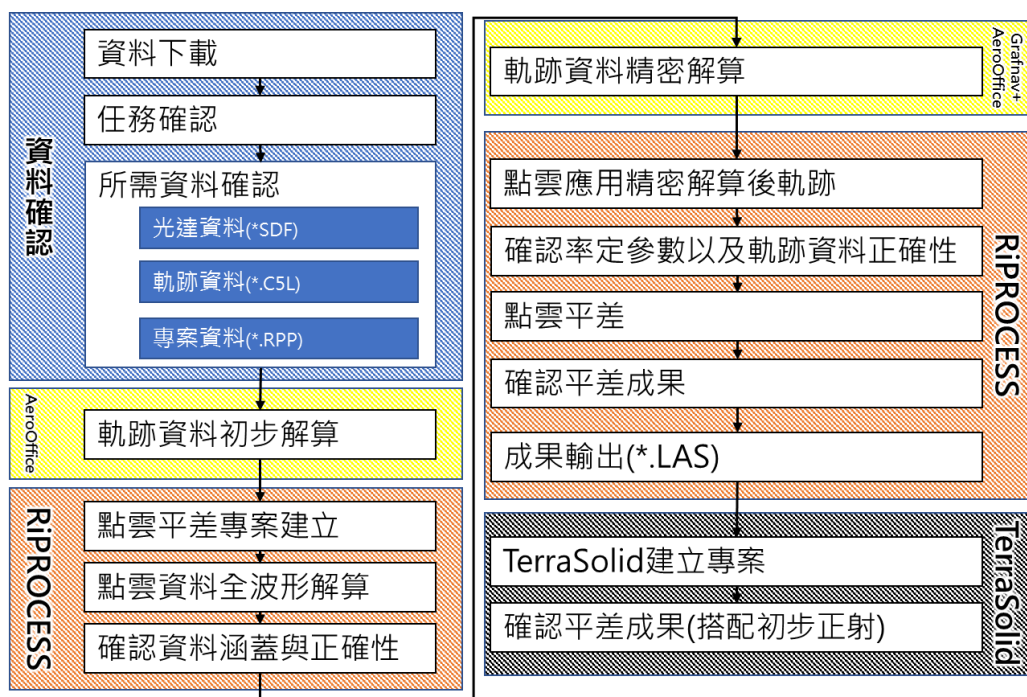 資料確認
資料下載
任務確認
所需資料確認
光達資料(*SDF)
軌跡資料(*.C5L)
專案資料(*.RPP)
AeroOffice
軌跡資料初步解算
RiPROCESS
點雲平差專案建立
點雲資料全波形解算
確認資料涵蓋與正確性
Grafnav+
AeroOffice
軌跡資料精密解算
RiPROCESS
點雲應用精密解算後軌跡
確認率定參數以及軌跡資料正確性
點雲平差
確認平差成果
成果輸出(*.LAS)
TerraSolid
TerraSolid建立專案
確認平差成果(搭配初步正射)